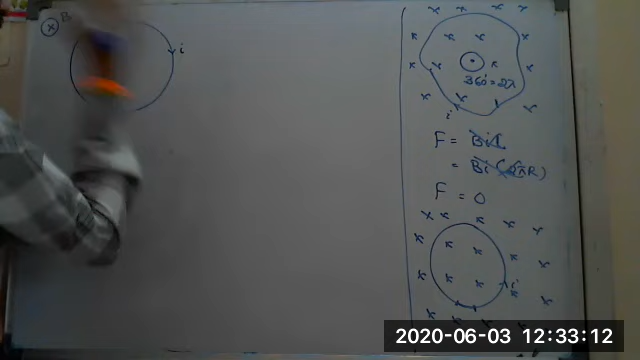 B
i
360° = 2π
i
F = BiL
= Bi(2πR)
F = 0
i
2020-06-03 12:33:12